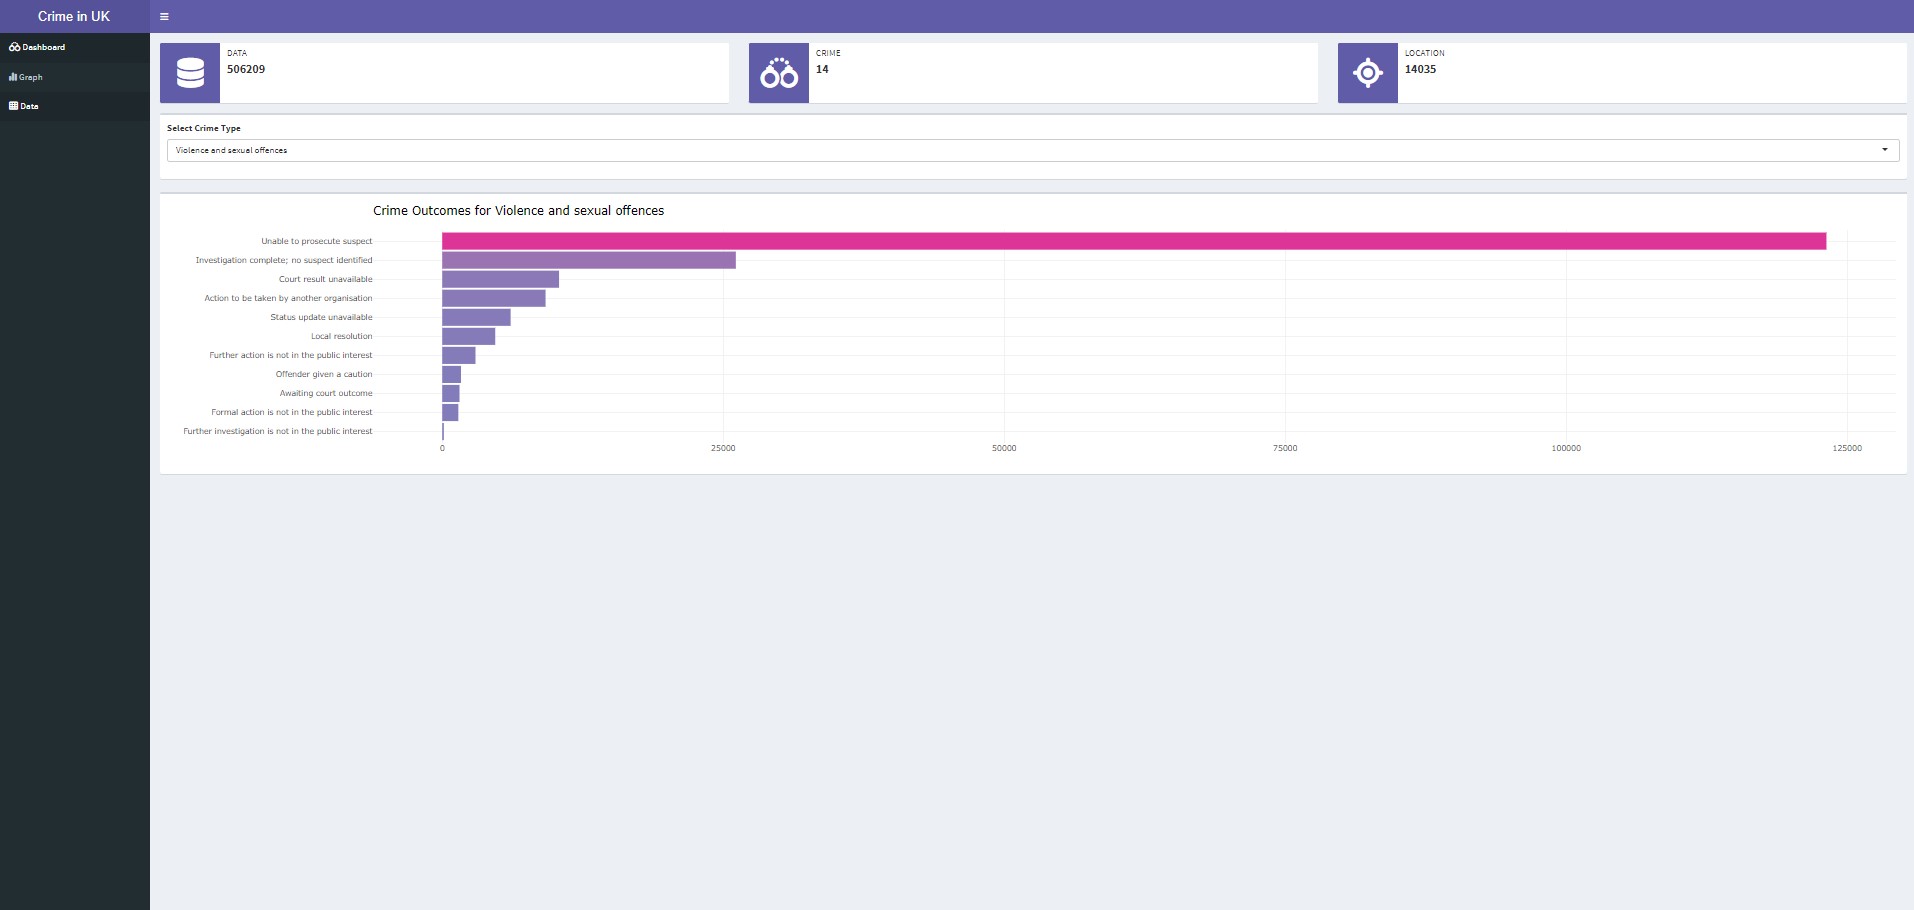 Crime in UK
Dashboard
Graph
Data
DATA
506209
CRIME
14
LOCATION
14035
Select Crime Type
Violence and sexual offences
Crime Outcomes for Violence and sexual offences
Unable to prosecute suspect
Investigation complete; no suspect identified
Court result unavailable
Action to be taken by another organisation
Status update unavailable
Local resolution
Further action is not in the public interest
Offender given a caution
Awaiting court outcome
Formal action is not in the public interest
Further investigation is not in the public interest
0 25000 50000 75000 100000 125000